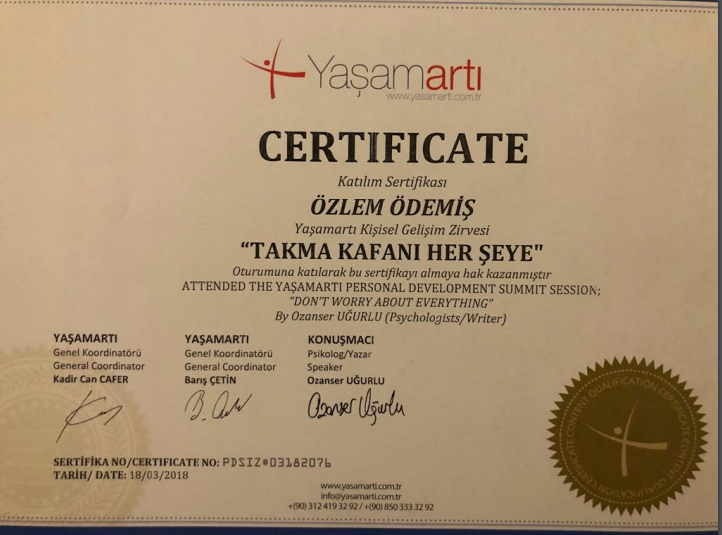 Yaşamartı
www.yasamarti.com.tr
CERTIFICATE
Katılım Sertifikası
ÖZLEM ÖDEMİŞ
Yaşamartı Kişisel Gelişim Zirvesi
“TAKMA KAFANI HER ŞEYE"
Oturumuna katılarak bu sertifikayı almaya hak kazanmıştır
ATTENDED THE YAŞAMARTI PERSONAL DEVELOPMENT SUMMIT SESSION;
“DON'T WORRY ABOUT EVERYTHING”
By Ozanser UĞURLU (Psychologists/Writer)
YAŞAMARTI
Genel Koordinatörü
General Coordinator
Kadir Can CAFER
YAŞAMARTI
Genel Koordinatörü
General Coordinator
Barış ÇETİN
KONUŞMACI
Psikolog/Yazar
Speaker
Ozanser UĞURLU
Ozanser Uğurlu
SERTİFİKA NO/CERTIFICATE NO: PDSIZ#03182076
TARİH/ DATE: 18/03/2018
www.yasamarti.com.tr
info@yasamarti.com.tr
+(90) 312 419 32 92 / +(90) 850 333 32 92
CONTENT QUALIFICATION CERTIFICATE